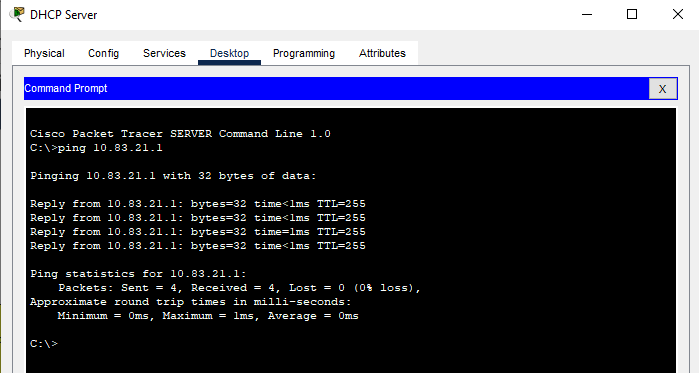 DHCP Server
Physical Config Services Desktop Programming Attributes
Command Prompt X
Cisco Packet Tracer SERVER Command Line 1.0
C:\>ping 10.83.21.1
Pinging 10.83.21.1 with 32 bytes of data:
Reply from 10.83.21.1: bytes=32 time<1ms TTL=255
Reply from 10.83.21.1: bytes=32 time<1ms TTL=255
Reply from 10.83.21.1: bytes=32 time=1ms TTL=255
Reply from 10.83.21.1: bytes=32 time<1ms TTL=255
Ping statistics for 10.83.21.1:
Packets: Sent = 4, Received = 4, Lost = 0 (0% loss),
Approximate round trip times in milli-seconds:
Minimum = 0ms, Maximum = 1ms, Average = 0ms
C:\>